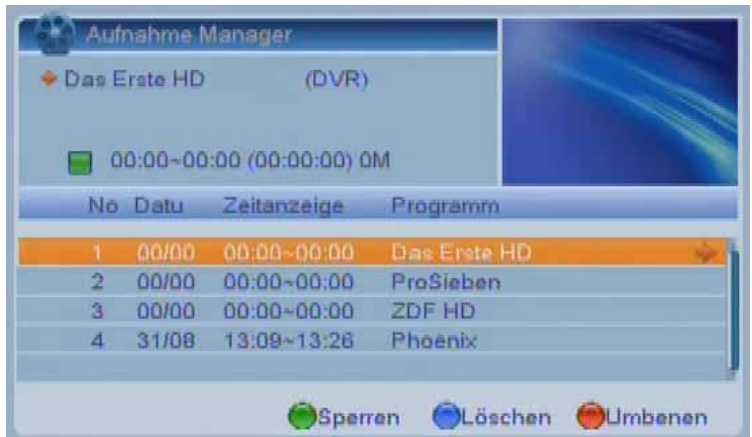 Aufnahme Manager
Das Erste HD (DVR)
00:00~00:00 (00:00:00) 0M
No Datu Zeitanzeige Programm
1 00/00 00:00~00:00 Das Erste HD
2 00/00 00:00~00:00 ProSieben
3 00/00 00:00~00:00 ZDF HD
4 31/08 13:09~13:26 Phoenix
Sperren Löschen Umbenen